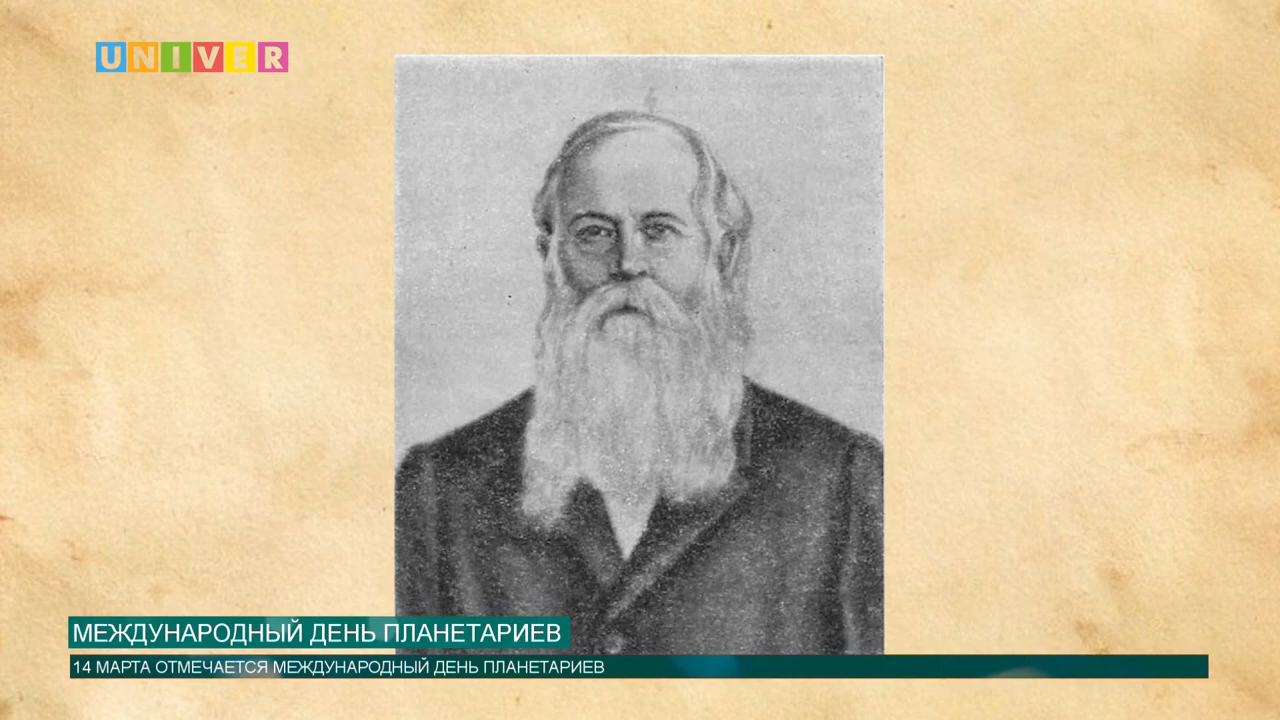 UNIVER
МЕЖДУНАРОДНЫЙ ДЕНЬ ПЛАНЕТАРИЕВ
14 МАРТА ОТМЕЧАЕТСЯ МЕЖДУНАРОДНЫЙ ДЕНЬ ПЛАНЕТАРИЕВ